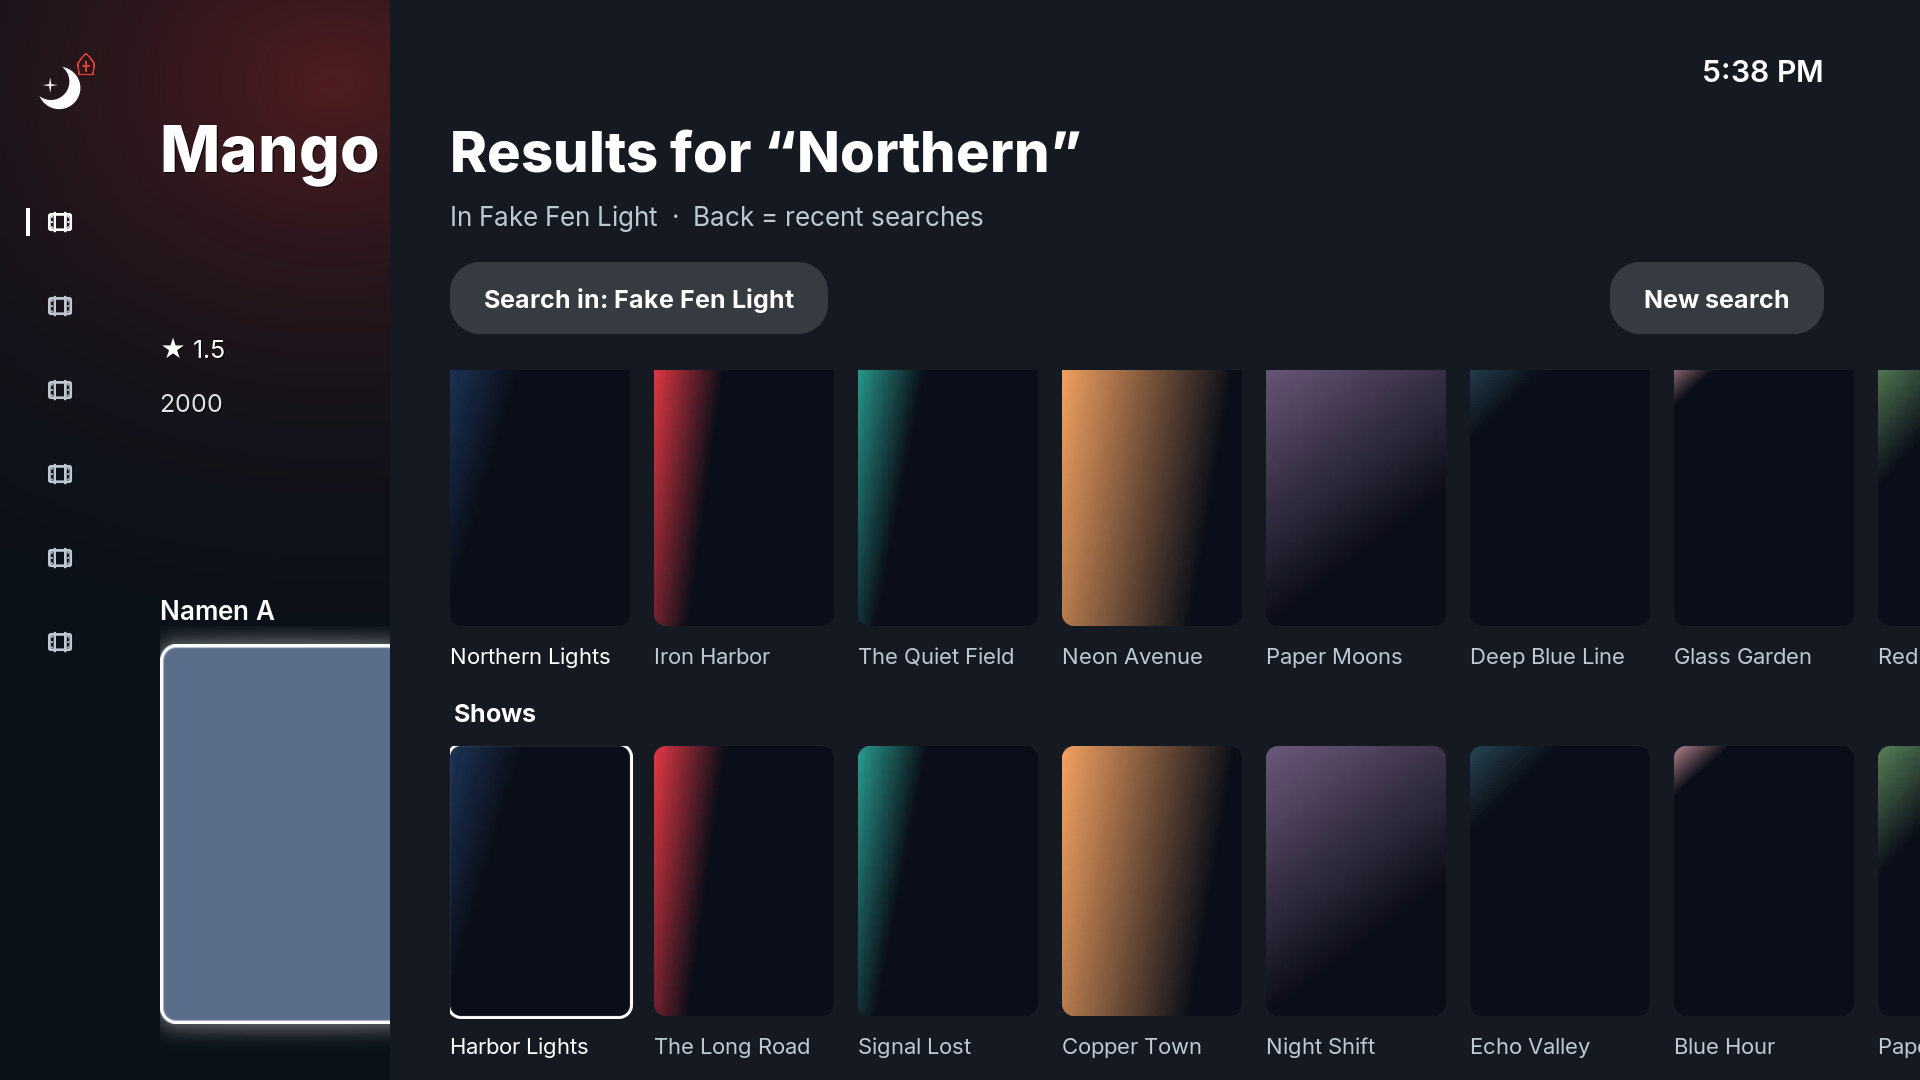 5:38 PM
Mango
Results for “Northern”
In Fake Fen Light · Back = recent searches
Search in: Fake Fen Light
New search
★ 1.5
2000
Namen A
Northern Lights
Iron Harbor
The Quiet Field
Neon Avenue
Paper Moons
Deep Blue Line
Glass Garden
Red
Shows
Harbor Lights
The Long Road
Signal Lost
Copper Town
Night Shift
Echo Valley
Blue Hour